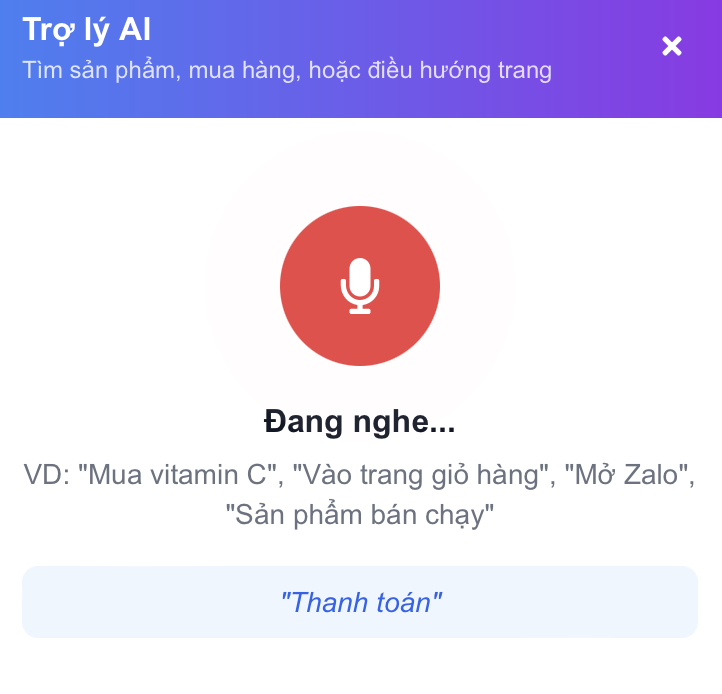 Trợ lý AI
Tìm sản phẩm, mua hàng, hoặc điều hướng trang
Đang nghe...
VD: "Mua vitamin C", "Vào trang giỏ hàng", "Mở Zalo",
"Sản phẩm bán chạy"
"Thanh toán"